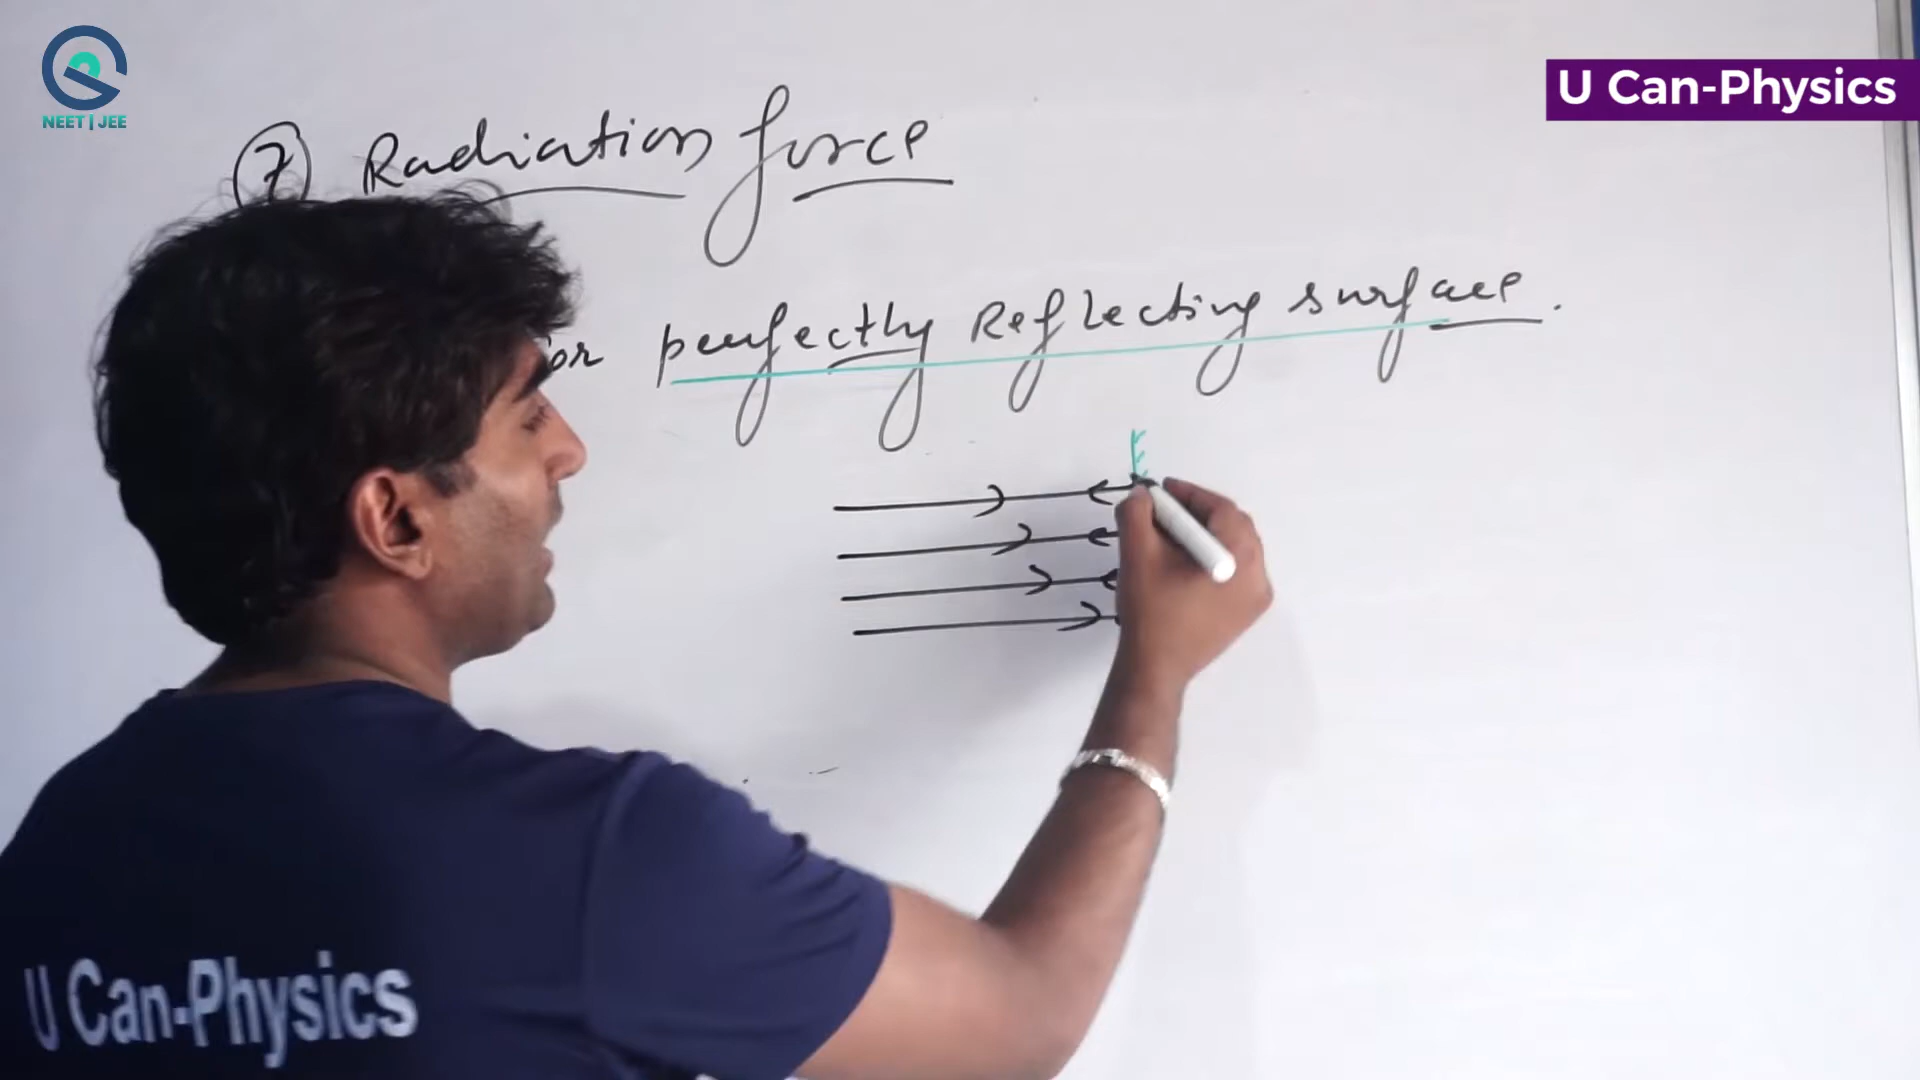 NEET | JEE
U Can-Physics
7 Radiation force
or perfectly Reflecting surface.
U Can-Physics